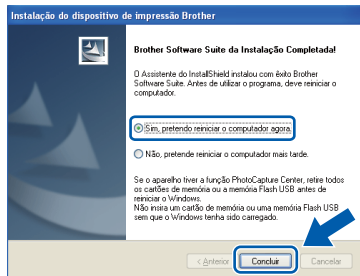 Instalação do dispositivo de impressão Brother
Brother Software Suite da Instalação Completada!
O Assistente do InstallShield instalou com êxito Brother
Software Suite. Antes de utilizar o programa, deve reiniciar o
computador.
Sim, pretendo reiniciar o computador agora.
Não, pretende reiniciar o computador mais tarde.
Se o aparelho tiver a função PhotoCapture Center, retire todos
os cartões de memória ou a memória Flash USB antes de
reiniciar o Windows.
Não insira um cartão de memória ou uma memória Flash USB
sem que o Windows tenha sido carregado.
< Anterior
Concluir
Cancelar